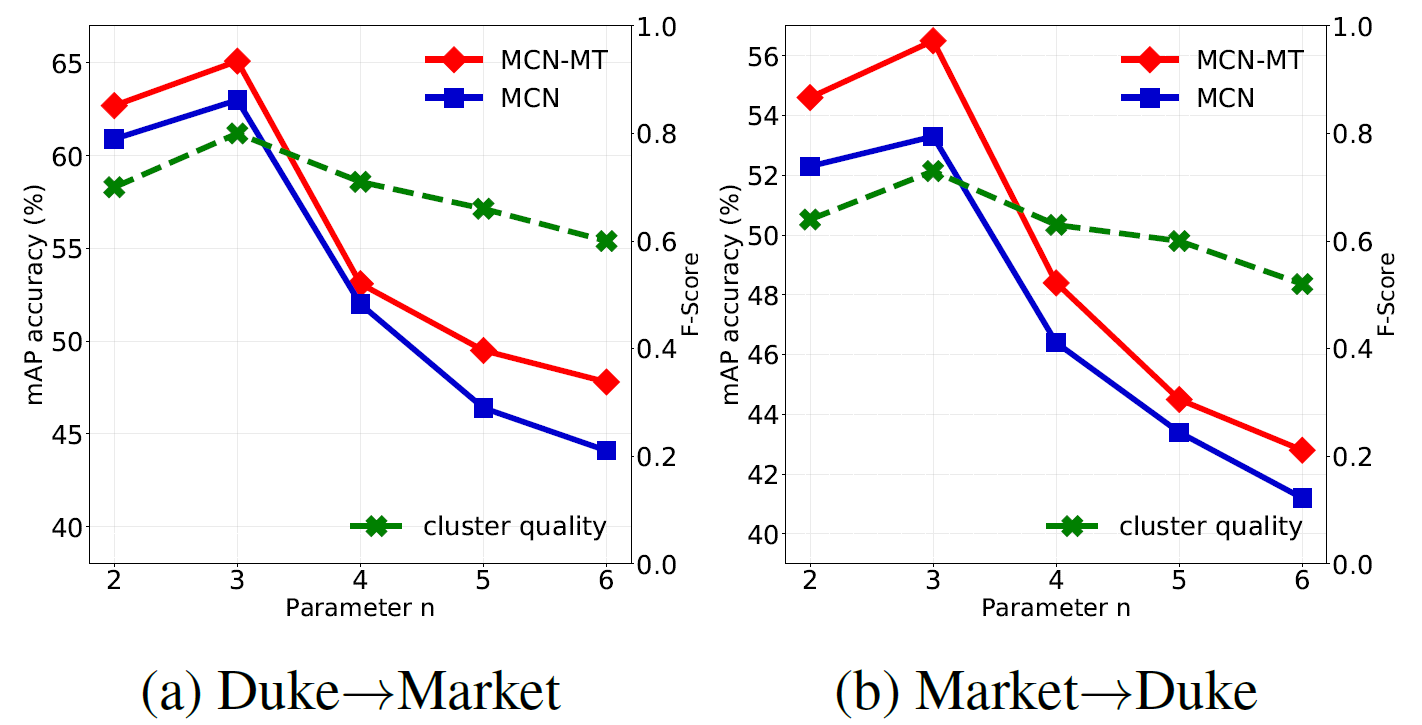 65
60
55
50
45
40
mAP accuracy (%)
1.0
0.8
0.6
0.4
0.2
0.0
F-Score
MCN-MT
MCN
cluster quality
2 3 4 5 6
Parameter n
(a) Duke→Market
56
54
52
50
48
46
44
42
40
mAP accuracy (%)
1.0
0.8
0.6
0.4
0.2
0.0
F-Score
MCN-MT
MCN
cluster quality
2 3 4 5 6
Parameter n
(b) Market→Duke